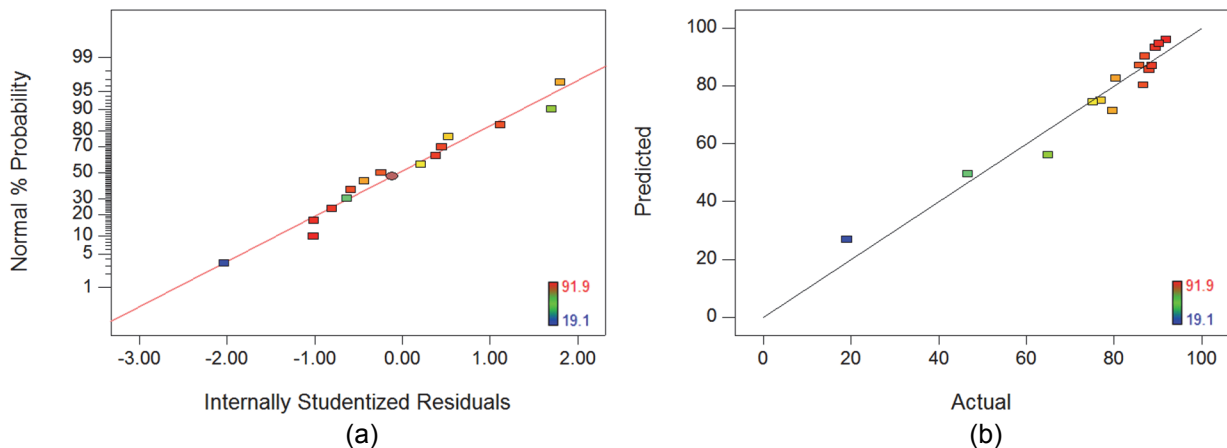 Normal % Probability
99
95
90
80
70
50
30
20
10
5
1
-3.00 -2.00 -1.00 0.00 1.00 2.00
91.9
19.1
Internally Studentized Residuals
(a)
Predicted
100
80
60
40
20
0
0 20 40 60 80 100
91.9
19.1
Actual
(b)